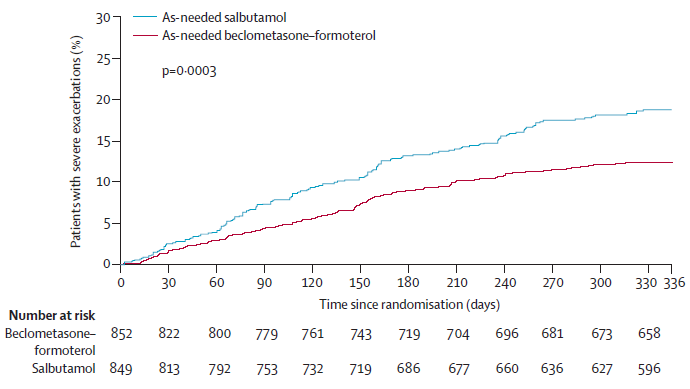 As-needed salbutamol
As-needed beclometasone–formoterol
p=0·0003
Patients with severe exacerbations (%)
30
25
20
15
10
5
0
0 30 60 90 120 150 180 210 240 270 300 330 336
Time since randomisation (days)
Number at risk
Beclometasone– 852 822 800 779 761 743 719 704 696 681 673 658
formoterol
Salbutamol 849 813 792 753 732 719 686 677 660 636 627 596